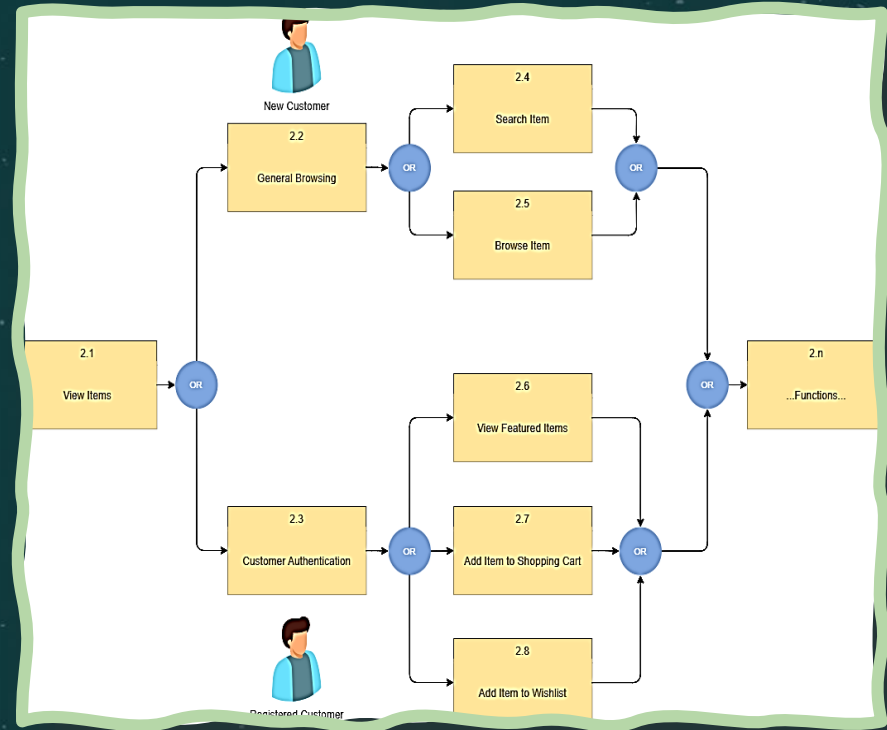 New Customer
2.2
General Browsing
OR
2.4
Search Item
2.5
Browse Item
OR
2.1
View Items
OR
2.6
View Featured Items
OR
2.n
...Functions...
2.3
Customer Authentication
OR
2.7
Add Item to Shopping Cart
OR
2.8
Add Item to Wishlist
Registered Customer